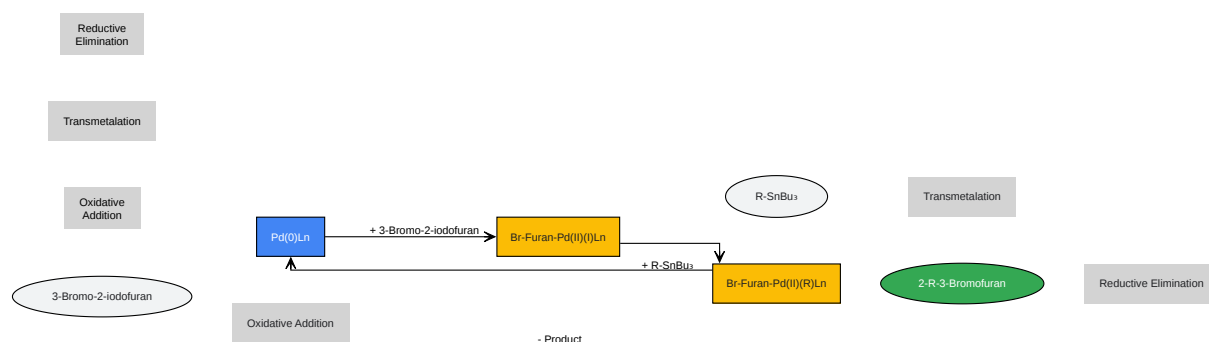 Reductive
Elimination
Transmetalation
Oxidative
Addition
3-Bromo-2-iodofuran
Pd(0)Ln
+ 3-Bromo-2-iodofuran
Br-Furan-Pd(II)(I)Ln
R-SnBu₃
Transmetalation
+ R-SnBu₃
Br-Furan-Pd(II)(R)Ln
2-R-3-Bromofuran
Reductive Elimination
Oxidative Addition
- Product